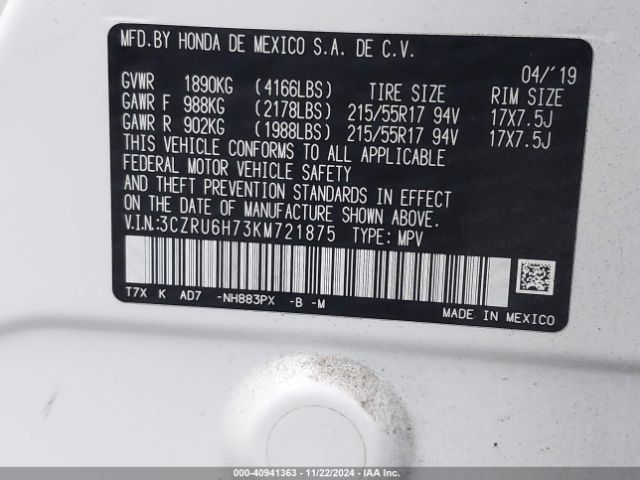 MFD.BY HONDA DE MEXICO S.A. DE C.V.
04/'19
GVWR 1890KG (4166LBS) TIRE SIZE RIM SIZE
GAWR F 988KG (2178LBS) 215/55R17 94V 17X7.5J
GAWR R 902KG (1988LBS) 215/55R17 94V 17X7.5J
THIS VEHICLE CONFORMS TO ALL APPLICABLE
FEDERAL MOTOR VEHICLE SAFETY
AND THEFT PREVENTION STANDARDS IN EFFECT
ON THE DATE OF MANUFACTURE SHOWN ABOVE.
V.I.N.:3CZRU6H73KM721875 TYPE: MPV
T7X K AD7 -NH883PX -B -M
MADE IN MEXICO
000-40941363 - 11/22/2024 - IAA Inc.